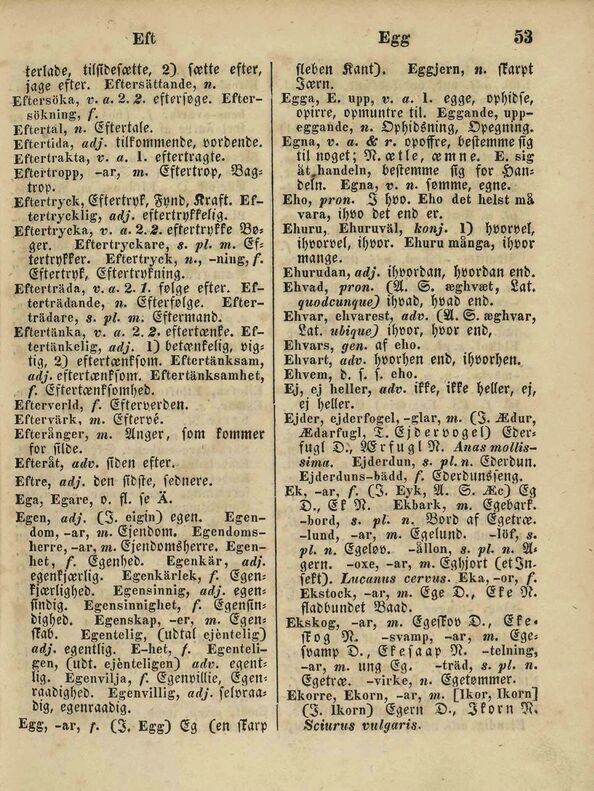 Eft
Egg
53
terlade, tilsidesætte, 2) sætte efter,
jage efter. Eftersättande, n.
Eftersöka, v. a. 2. 2. eftersøge. Efter-
sökning, f.
Eftertal, n. Eftertale.
Eftertida, adj. tilkommende, vordende.
Eftertrakta, v. a. 1. eftertragte.
Eftertropp, -ar, m. Eftertrop, Bag-
trop.
Eftertryck, Eftertryk, Fynd, Kraft. Ef-
tertrycklig, adj. eftertrykkelig.
Eftertrycka, v. a. 2. 2. eftertrykke Bø-
ger. Eftertryckare, s. pl. m. Ef-
tertrykker. Eftertryck, n., -ning, f.
Eftertryk, Eftertrykning.
Efterträda, v. a. 2. 1. følge efter. Ef-
terträdande, n. Efterfølge. Efter-
trädare, s. pl. m. Eftermand.
Eftertänka, v. a. 2. 2. eftertænke. Ef-
tertänkelig, adj. 1) betænkelig, vig-
tig, 2) eftertænksom. Eftertänksam,
adj. eftertænksom. Eftertänksamhet,
f. Eftertænksomhed.
Efterverld, f. Efterverden.
Eftervärk, m. Efterve.
Efterånger, m. Anger, som kommer
for silde.
Efteråt, adv. siden efter.
Eftre, adj. den sidste, sednere.
Ega, Egare, o. fl. se Ä.
Egen, adj. (J. eigin) egen. Egen-
dom, -ar, m. Ejendom. Egendoms-
herre, -ar, m. Ejendomsherre. Egen-
het, f. Egenhed. Egenkär, adj.
egenkjærlig. Egenkärlek, f. Egen-
kjærlighed. Egensinnig, adj. egen-
sindig. Egensinnighet, f. Egensin-
dighed. Egenskap, -er, m. Egen-
skab. Egentelig, (udtal ejéntelig)
adj. egentlig. E-het, f. Egenteli-
gen, (udt. ejènteligen) adv. egent-
lig. Egenvilja, f. Egenvillie, Egen-
raadighed. Egenvillig, adj. selvraa-
dig, egenraadig.
Egg, -ar, f. (J. Egg) Eg (en skarp
sleben Kant). Eggjern, n. skarpt
Jærn.
Egga, E. upp, v. a. 1. egge, ophidse,
opirre, opmuntre til. Eggande, upp-
eggande, n. Ophidsning, Opegning.
Egna, v. a. & r. opoffre, bestemme sig
til noget; N. ætle, æmne. E. sig
åt handeln, bestemme sig for Han-
deln. Egna, v. n. sømme, egne.
Eho, pron. J hvo. Eho det helst må
vara, ihvo det end er.
Ehuru, Ehuruväl, konj. 1) hvorvel,
ihvorvel, ihvor. Ehuru många, ihvor
mange.
Ehurudan, adj. ihvordan, hvordan end.
Ehvad, pron. (A. S. æghvæt, Lat.
quodcunque) ihvad, hvad end.
Ehvar, ehvarest, adv. (A. S. æghvar,
Lat. ubique) ihvor, hvor end,
Ehvars, gen. af eho.
Ehvart, adv. hvorhen end, ihvorhen.
Ehvem, d. s. s. eho.
Ej, ej heller, adv. ikke, ikke heller, ej,
ej heller.
Ejder, ejderfogel, -glar, m. (J. Ædur,
Ædarfugl, T. Ejdervogel) Eder-
fugl D., Ærfugl N. Anas mollis-
sima. Ejderdun, s. pl. n. Ederdun.
Ejderduns-bädd, f. Ederdunsseng.
Ek, -ar, f. (J. Eyk, A. S. Æc) Eg
D., Ek N. Ekbark, m. Egebark.
-bord, s. pl. n. Bord af Egetræ.
-lund, -ar, m. Egelund. -löf, s.
pl. n. Egeløv. -ållon, s. pl. n. A-
gern. -oxe, -ar, m. Eghjort (et In-
sekt). Lucanus cervus. Eka, -or, f.
Ekstock, -ar, m. Ege D., Eke N.
fladbundet Baad.
Ekskog, -ar, m. Egeskov D., Eke-
skog N. -svamp, -ar, m. Ege-
svamp D., Ekesaap N. -telning,
-ar, m. ung Eg. -träd, s. pl. n.
Egetræ. -virke, n. Egetømmer.
Ekorre, Ekorn, -ar, m. [Ikor, Ikorn]
(J. Ikorn) Egern D., Ikorn N.
Sciurus vulgaris.